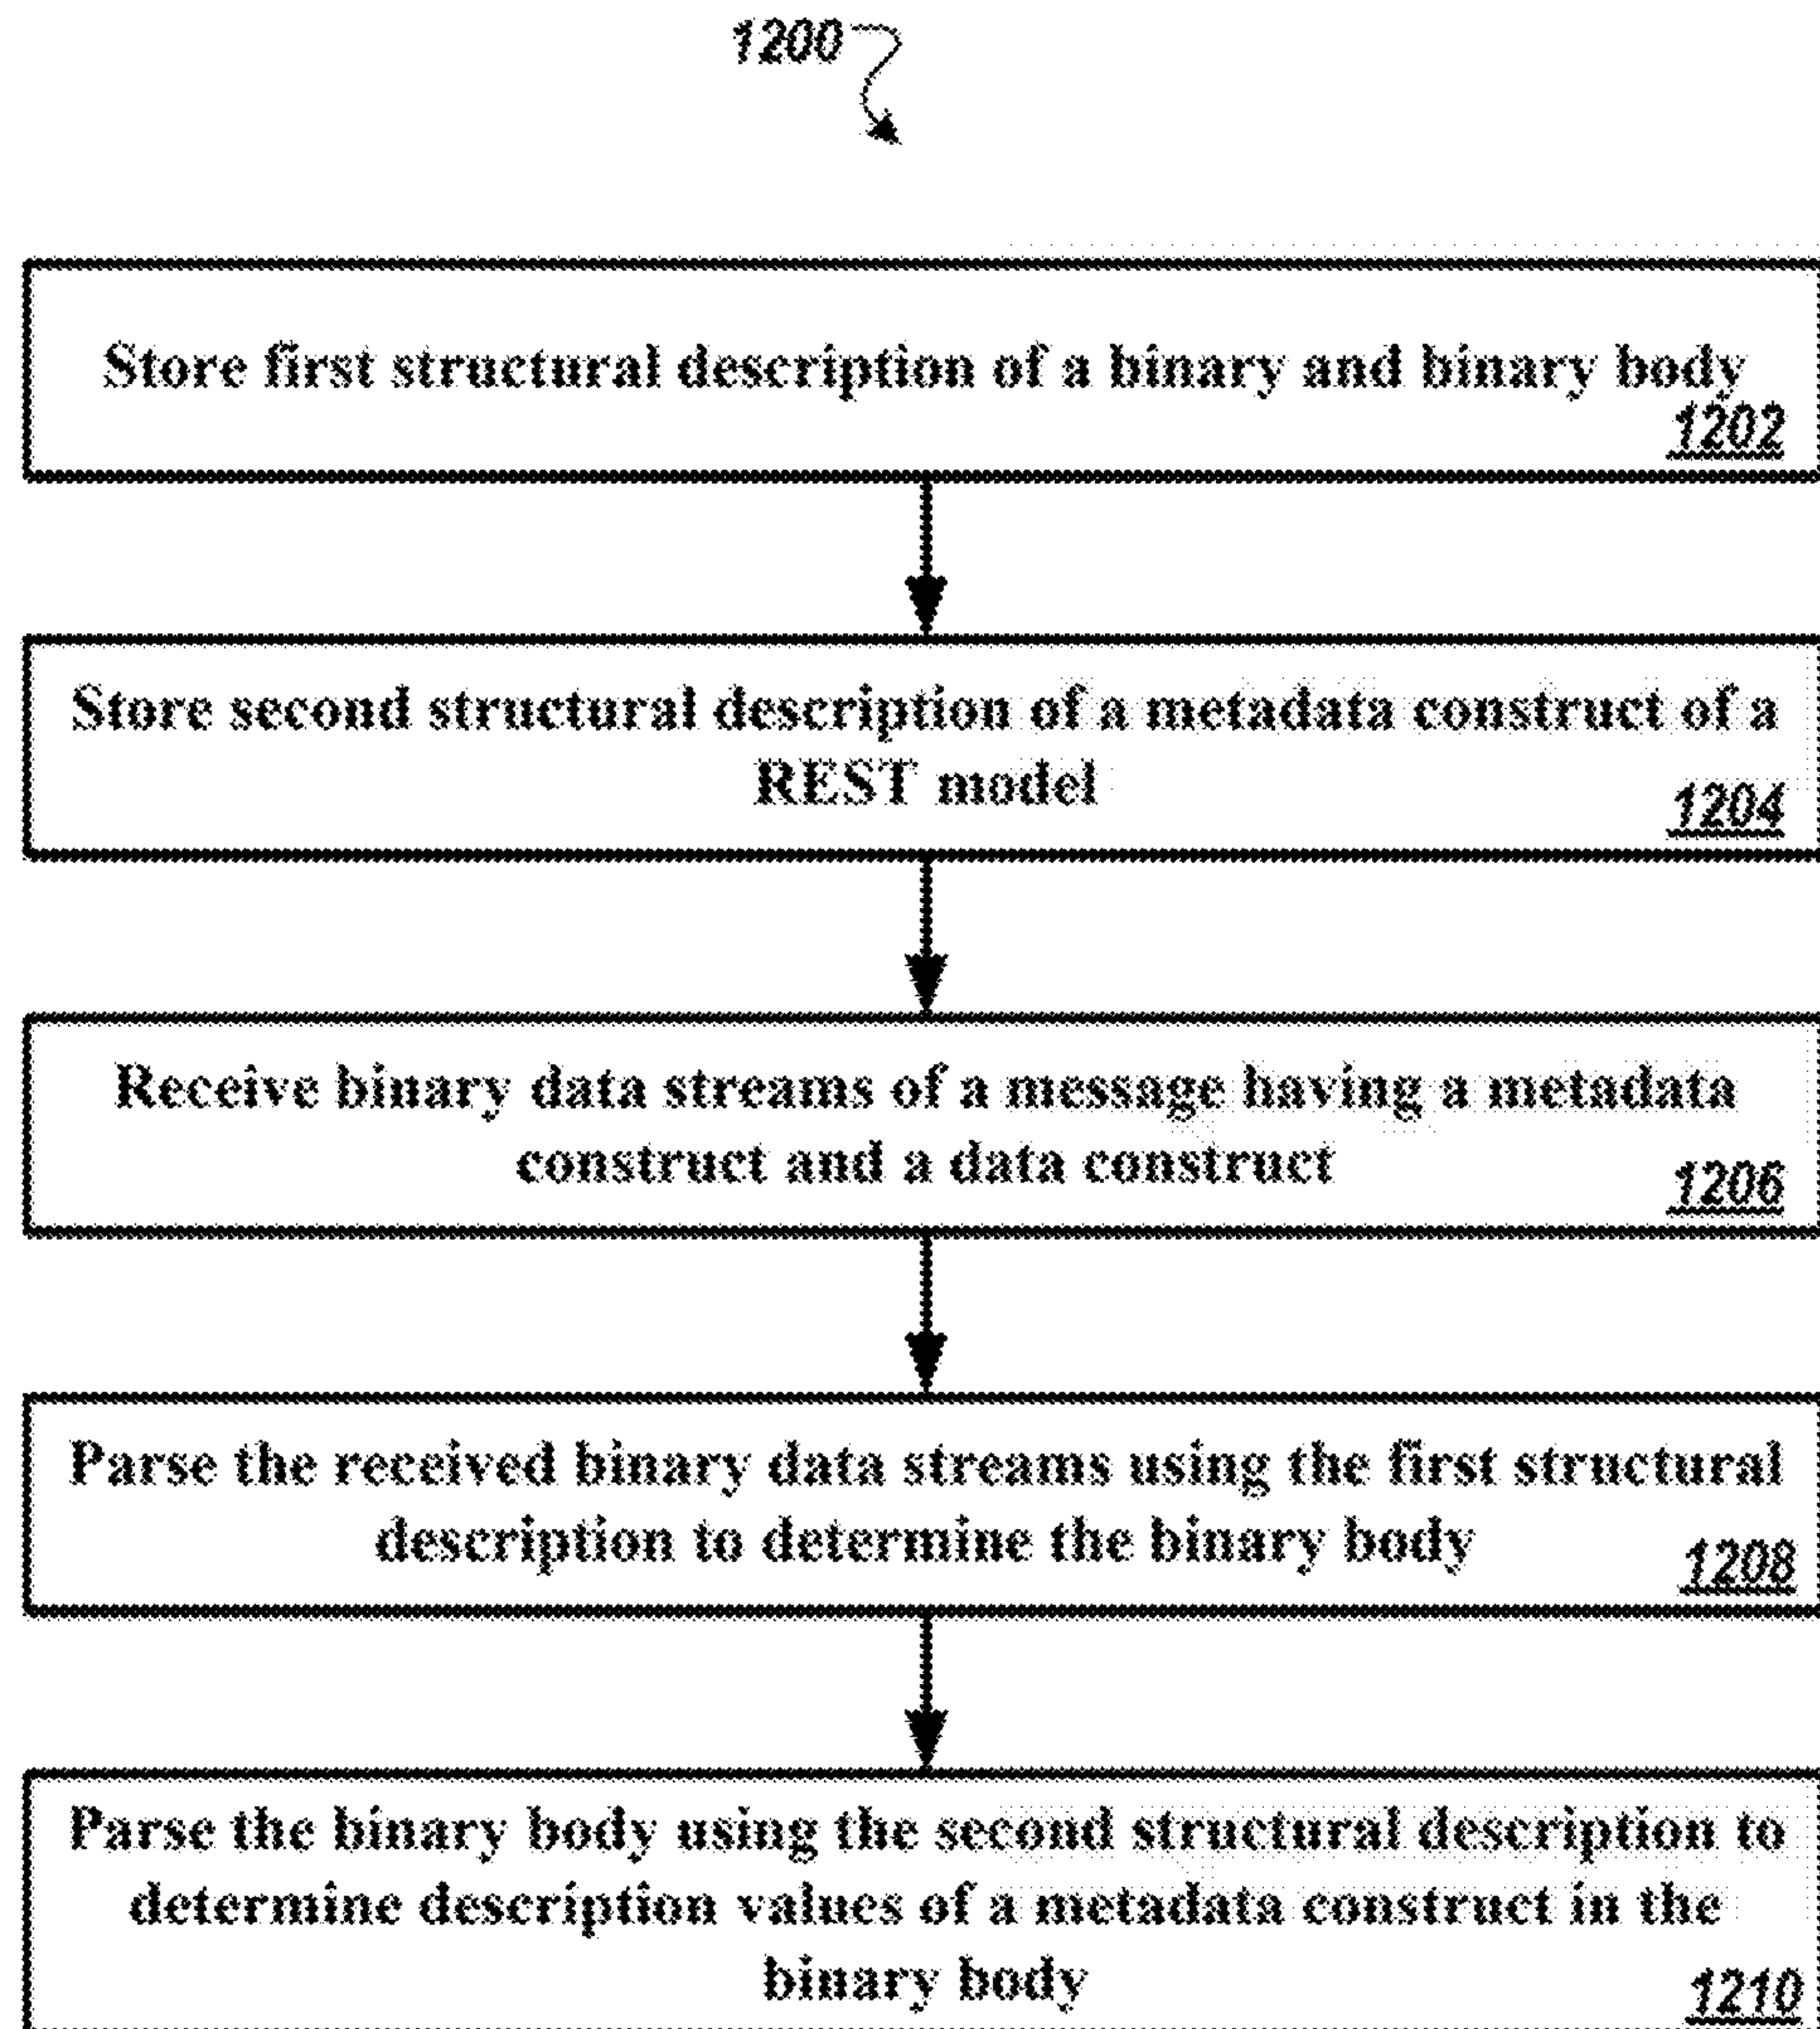 1200
Store first structural description of a binary and binary body
1202
Store second structural description of a metadata construct of a
REST model
1204
Receive binary data streams of a message having a metadata
construct and a data construct
1206
Parse the received binary data streams using the first structural
description to determine the binary body
1208
Parse the binary body using the second structural description to
determine description values of a metadata construct in the
binary body
1210